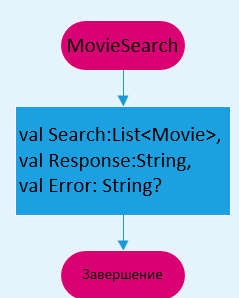 MovieSearch
val Search:List<Movie>,
val Response:String,
val Error: String?
Завершение